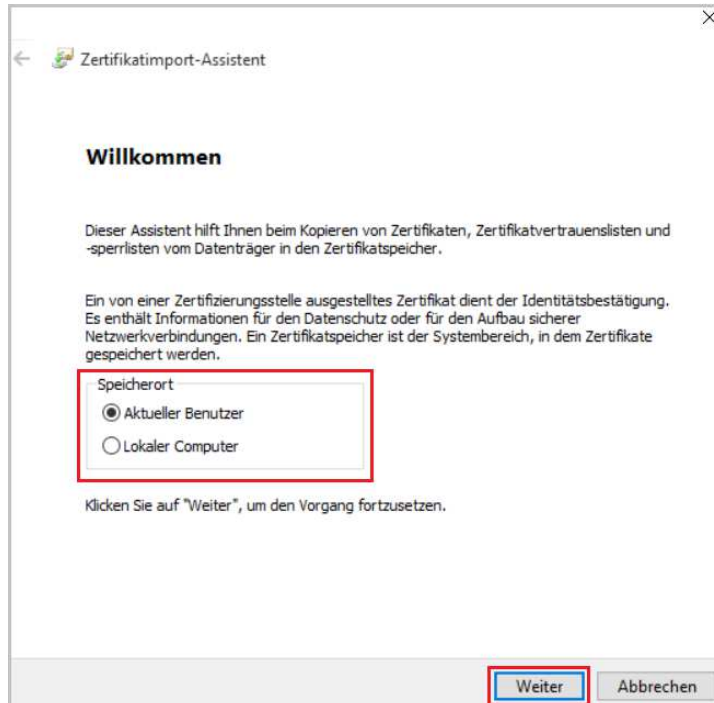 Zertifikatimport-Assistent
Willkommen
Dieser Assistent hilft Ihnen beim Kopieren von Zertifikaten, Zertifikatvertrauenslisten und
-sperrlisten vom Datenträger in den Zertifikatspeicher.
Ein von einer Zertifizierungsstelle ausgestelltes Zertifikat dient der Identitätsbestätigung.
Es enthält Informationen für den Datenschutz oder für den Aufbau sicherer
Netzwerkverbindungen. Ein Zertifikatspeicher ist der Systembereich, in dem Zertifikate
gespeichert werden.
Speicherort
Aktueller Benutzer
Lokaler Computer
Klicken Sie auf "Weiter", um den Vorgang fortzusetzen.
Weiter Abbrechen